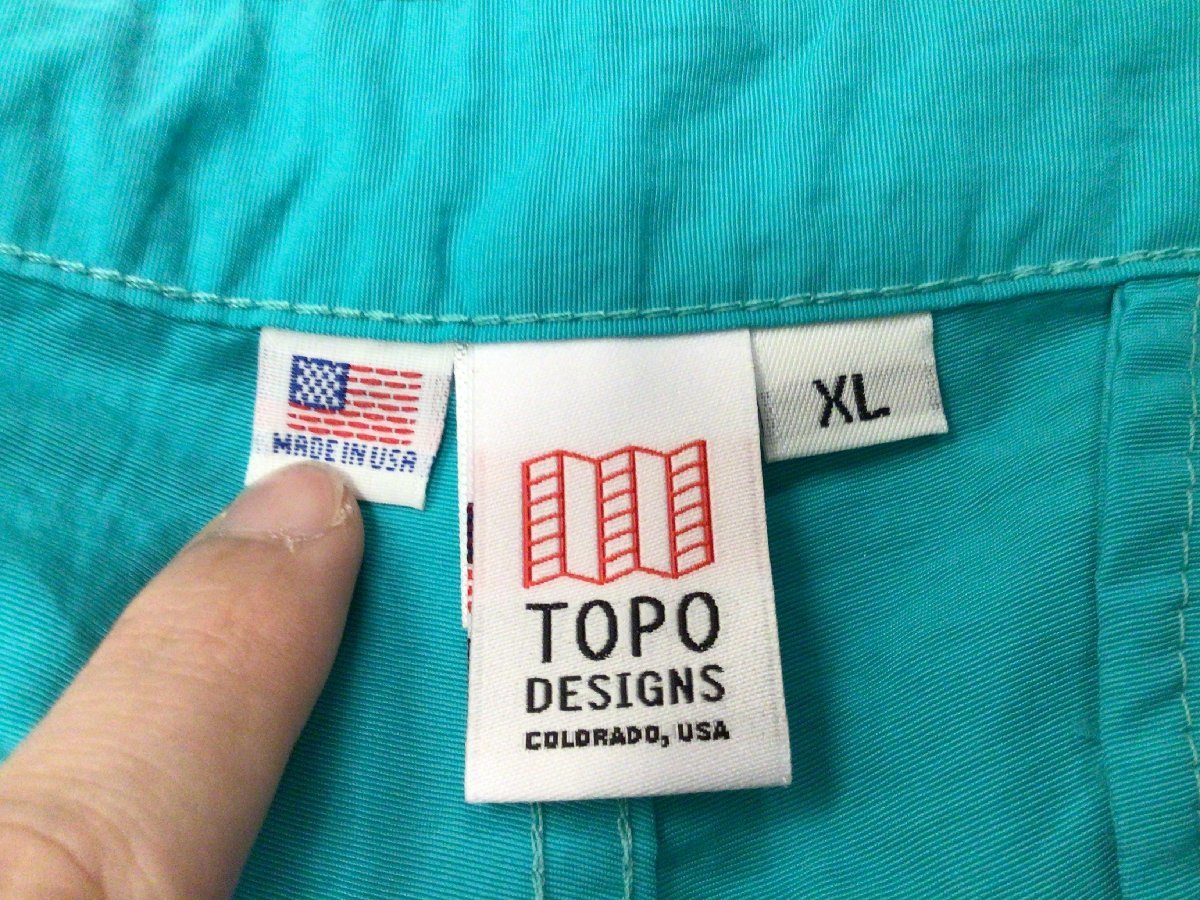 MADE IN USA
TOPO
DESIGNS
COLORADO, USA
XL